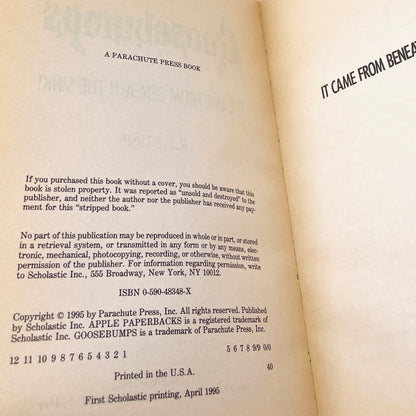 A PARACHUTE PRESS BOOK
If you purchased this book without a cover, you should be aware that this
book is stolen property. It was reported as "unsold and destroyed" to the
publisher, and neither the author nor the publisher has received any pay-
ment for this "stripped book."
No part of this publication may be reproduced in whole or in part, or stored
in a retrieval system, or transmitted in any form or by any means, elec-
tronic, mechanical, photocopying, recording, or otherwise, without written
permission of the publisher. For information regarding permission, write
to Scholastic Inc., 555 Broadway, New York, NY 10012.
ISBN 0-590-48348-X
Copyright © 1995 by Parachute Press, Inc. All rights reserved. Published
by Scholastic Inc. APPLE PAPERBACKS is a registered trademark of
Scholastic Inc. GOOSEBUMPS is a trademark of Parachute Press, Inc.
12 11 10 9 8 7 6 5 4 3 2 1 5 6 7 8 9/9 0/0
Printed in the U.S.A. 40
First Scholastic printing, April 1995
IT CAME FROM BENEA